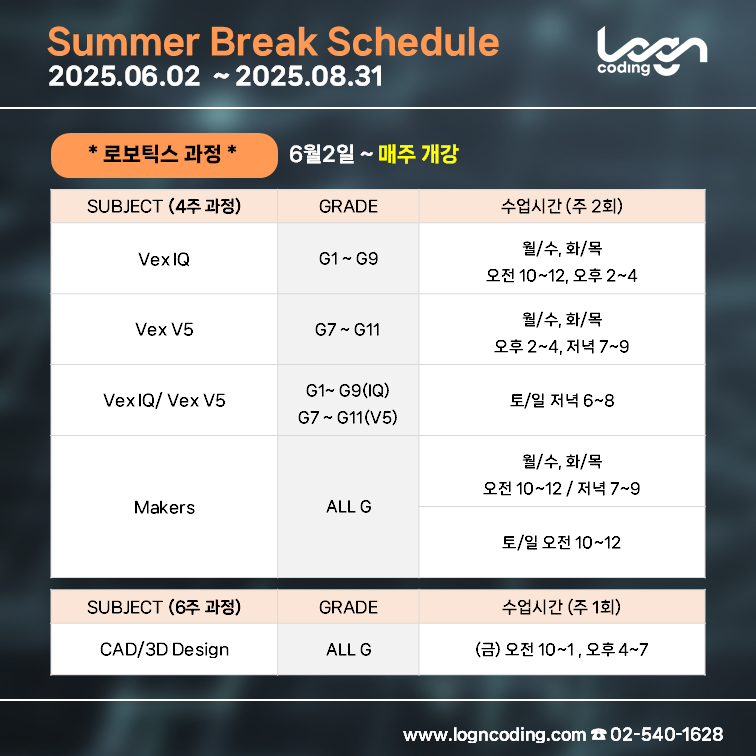 Summer Break Schedule
2025.06.02 ~ 2025.08.31
logn
coding
* 로보틱스 과정 * 6월2일 ~ 매주 개강
SUBJECT (4주 과정) GRADE 수업시간 (주 2회)
Vex IQ G1 ~ G9 월/수, 화/목
오전 10~12, 오후 2~4
Vex V5 G7 ~ G11 월/수, 화/목
오후 2~4, 저녁 7~9
Vex IQ/ Vex V5 G1~ G9(IQ)
G7 ~ G11(V5) 토/일 저녁 6~8
Makers ALL G 월/수, 화/목
오전 10~12 / 저녁 7~9
토/일 오전 10~12
SUBJECT (6주 과정) GRADE 수업시간 (주 1회)
CAD/3D Design ALL G (금) 오전 10~1 , 오후 4~7
www.logncoding.com ☎ 02-540-1628